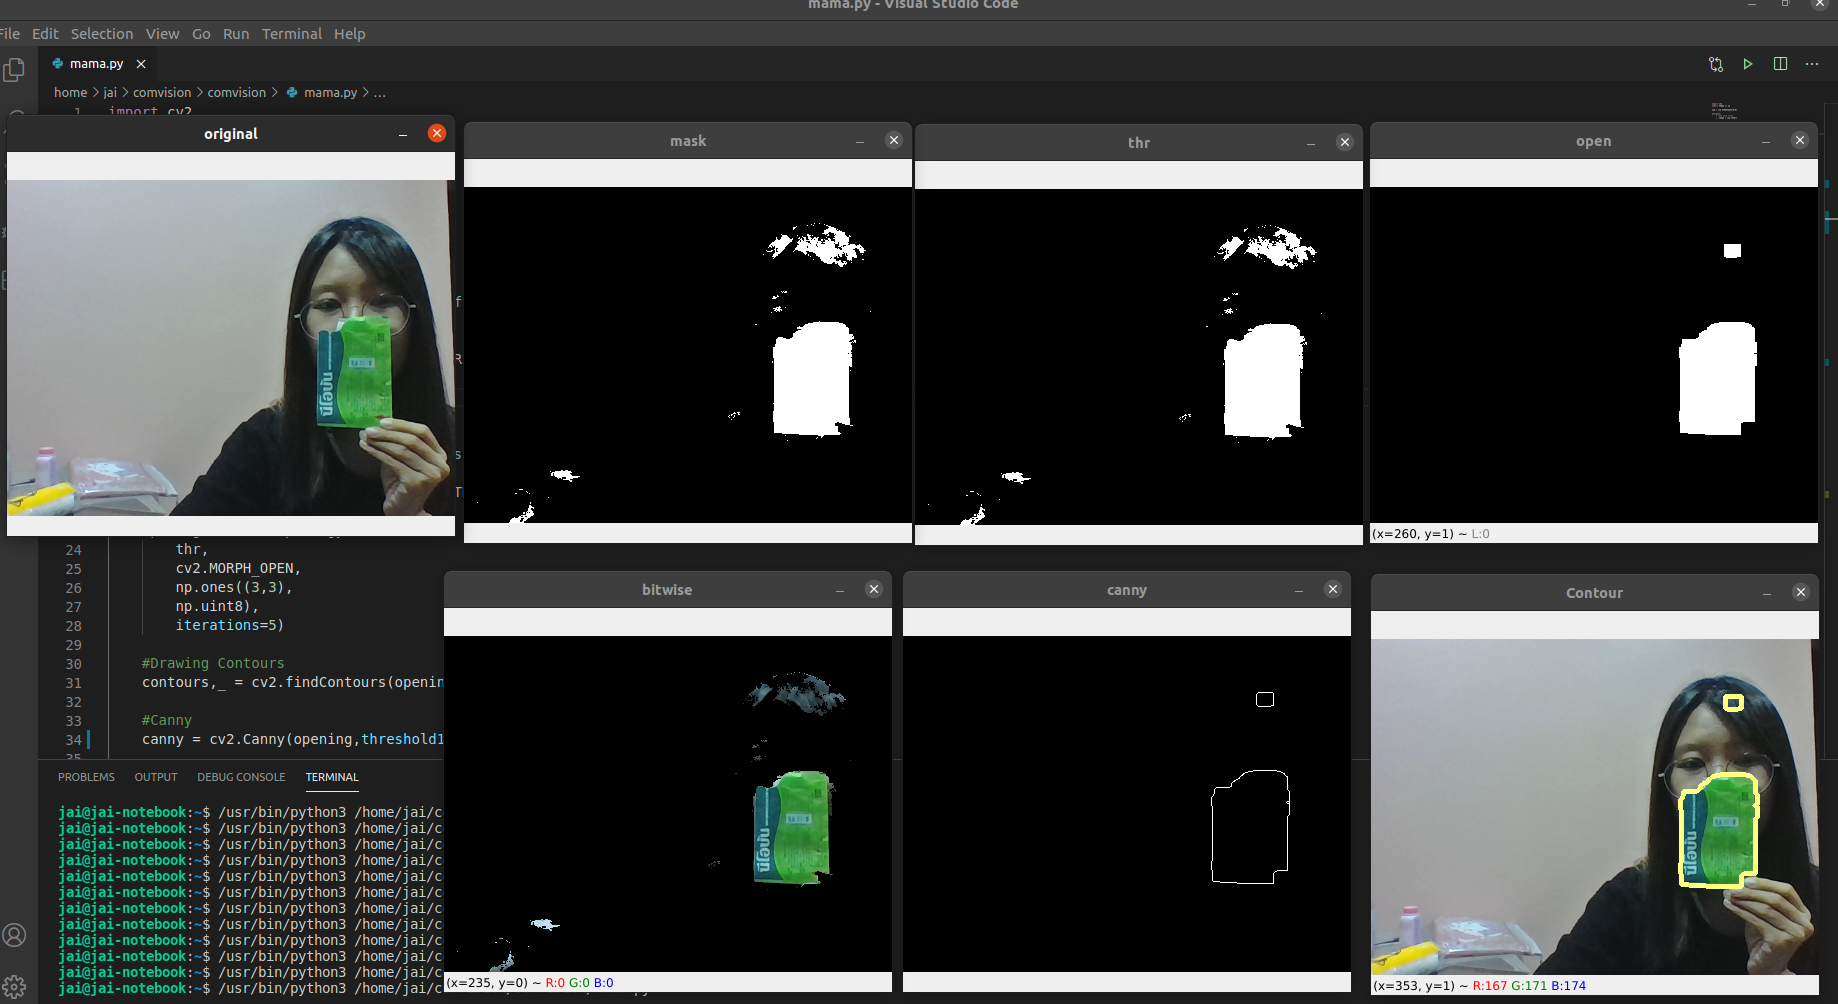 mama.py - Visual Studio Code
File Edit Selection View Go Run Terminal Help
mama.py
home > jai > comvision > comvision > mama.py > ...
1 import cv2
original
mask
thr
open
f
R
s
T
(x=260, y=1) ~ L:0
24 thr,
25 cv2.MORPH_OPEN,
26 np.ones((3,3),
27 np.uint8),
28 iterations=5)
29
30 #Drawing Contours
31 contours,_ = cv2.findContours(openin
32
33 #Canny
34 canny = cv2.Canny(opening,threshold1
35
bitwise
canny
Contour
PROBLEMS OUTPUT DEBUG CONSOLE TERMINAL
jai@jai-notebook:~$ /usr/bin/python3 /home/jai/c
jai@jai-notebook:~$ /usr/bin/python3 /home/jai/c
jai@jai-notebook:~$ /usr/bin/python3 /home/jai/c
jai@jai-notebook:~$ /usr/bin/python3 /home/jai/c
jai@jai-notebook:~$ /usr/bin/python3 /home/jai/c
jai@jai-notebook:~$ /usr/bin/python3 /home/jai/c
jai@jai-notebook:~$ /usr/bin/python3 /home/jai/c
jai@jai-notebook:~$ /usr/bin/python3 /home/jai/c
jai@jai-notebook:~$ /usr/bin/python3 /home/jai/c
jai@jai-notebook:~$ /usr/bin/python3 /home/jai/c
jai@jai-notebook:~$ /usr/bin/python3 /home/jai/c
jai@jai-notebook:~$ /usr/bin/python3 /home/jai/c
(x=235, y=0) ~ R:0 G:0 B:0
(x=353, y=1) ~ R:167 G:171 B:174